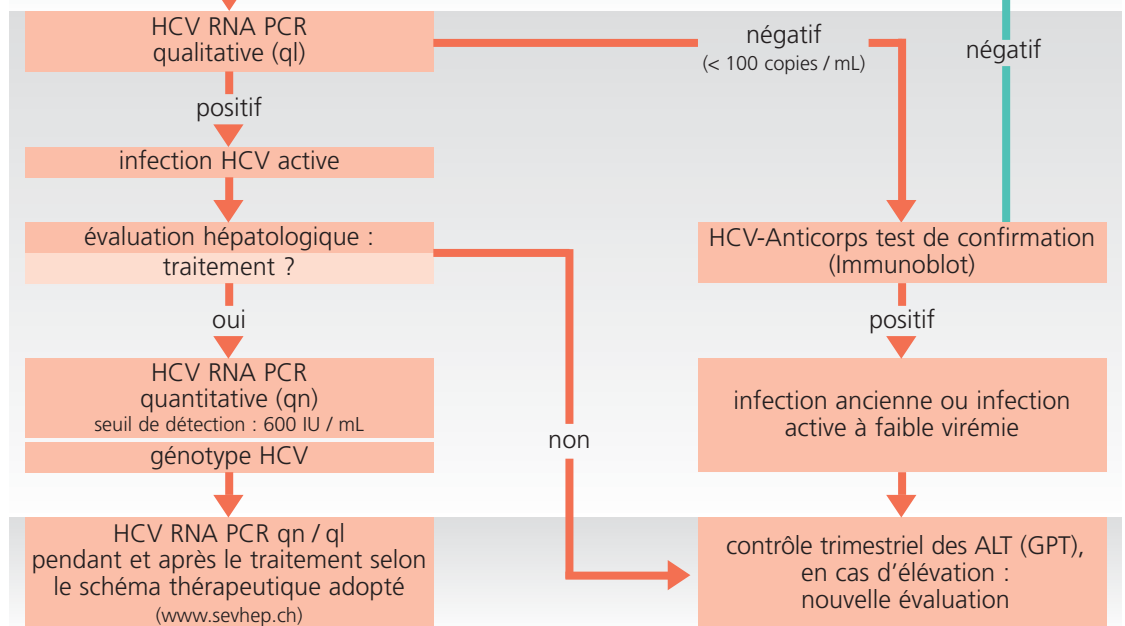 HCV RNA PCR
qualitative (ql)
négatif
(< 100 copies / mL)
négatif
positif
infection HCV active
évaluation hépatologique :
traitement ?
HCV-Anticorps test de confirmation
(Immunoblot)
oui
positif
HCV RNA PCR
quantitative (qn)
seuil de détection : 600 IU / mL
génotype HCV
infection ancienne ou infection
active à faible virémie
non
HCV RNA PCR qn / ql
pendant et après le traitement selon
le schéma thérapeutique adopté
(www.sevhep.ch)
contrôle trimestriel des ALT (GPT),
en cas d’élévation :
nouvelle évaluation